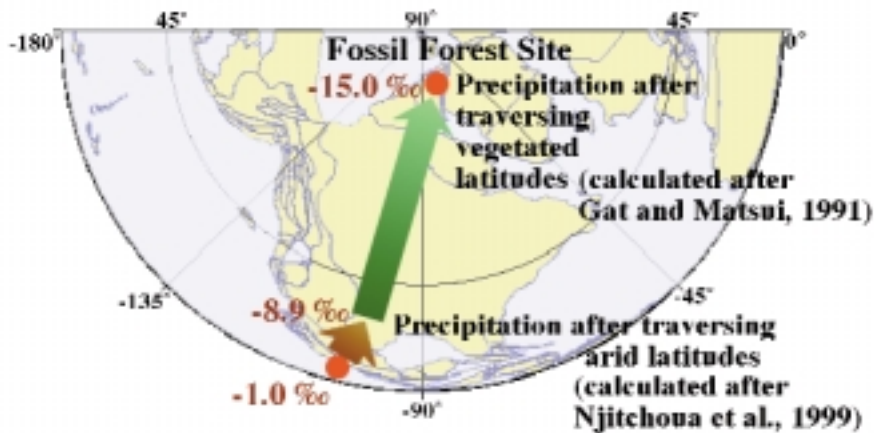 45° 90° 45°
-180° 0°
Fossil Forest Site
-15.0 ‰ Precipitation after
traversing
vegetated
latitudes (calculated after
Gat and Matsui, 1991)
-135° -45°
-8.9 ‰ Precipitation after traversing
arid latitudes
-1.0 ‰ (calculated after
-90° Njitchoua et al., 1999)